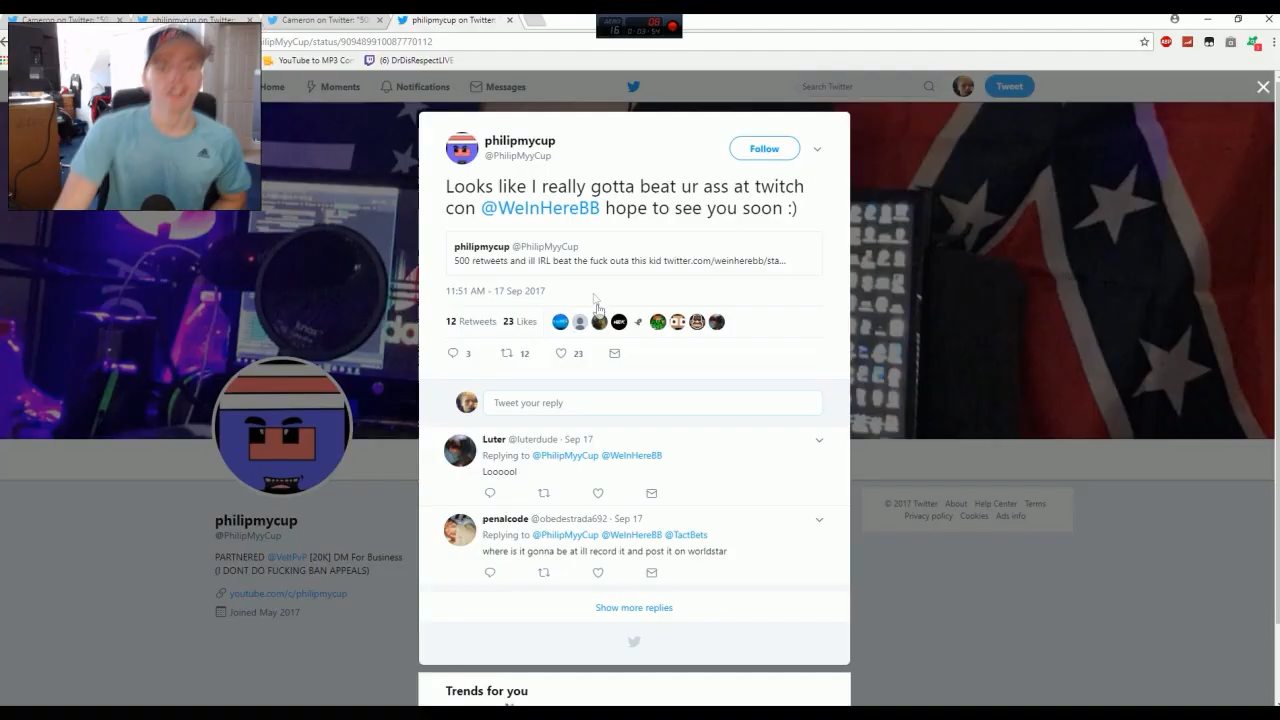 Cameron on Twitter: "50
philipmycup on Twitter
Cameron on Twitter: "50
philipmycup on Twitter:
16 0-03-54 08
ilipMyyCup/status/909489910087770112
YouTube to MP3 Con
(6) DrDisRespectLIVE
Home
Moments
Notifications
Messages
Search Twitter
Tweet
philipmycup
@PhilipMyyCup
Follow
Looks like I really gotta beat ur ass at twitch
con @WeInHereBB hope to see you soon :)
philipmycup @PhilipMyyCup
500 retweets and ill IRL beat the fuck outa this kid twitter.com/weinherebb/sta...
11:51 AM - 17 Sep 2017
12 Retweets 23 Likes
3 12 23
Tweet your reply
Luter @luterdude · Sep 17
Replying to @PhilipMyyCup @WeInHereBB
Loooool
penalcode @obedestrada692 · Sep 17
Replying to @PhilipMyyCup @WeInHereBB @TactBets
where is it gonna be at ill record it and post it on worldstar
Show more replies
Trends for you
philipmycup
@PhilipMyyCup
PARTNERED @VeltPvP [20K] DM For Business
(I DONT DO FUCKING BAN APPEALS)
youtube.com/c/philipmycup
Joined May 2017
© 2017 Twitter About Help Center Terms
Privacy policy Cookies Ads info